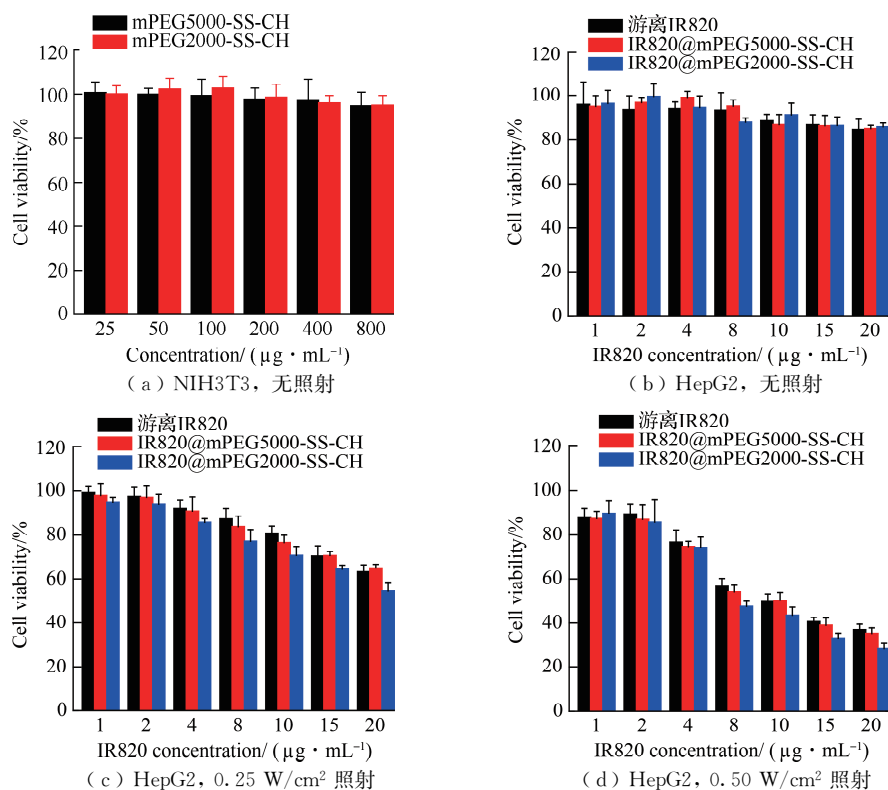 mPEG5000-SS-CH
mPEG2000-SS-CH
120
100
80
60
40
20
0
Cell viability/%
25 50 100 200 400 800
Concentration/ (μg·mL⁻¹)
(a) NIH3T3, 无照射
游离IR820
IR820@mPEG5000-SS-CH
IR820@mPEG2000-SS-CH
120
100
80
60
40
20
0
Cell viability/%
1 2 4 8 10 15 20
IR820 concentration/ (μg·mL⁻¹)
(b) HepG2, 无照射
游离IR820
IR820@mPEG5000-SS-CH
IR820@mPEG2000-SS-CH
120
100
80
60
40
20
0
Cell viability/%
1 2 4 8 10 15 20
IR820 concentration/ (μg·mL⁻¹)
(c) HepG2, 0.25 W/cm² 照射
游离IR820
IR820@mPEG5000-SS-CH
IR820@mPEG2000-SS-CH
120
100
80
60
40
20
0
Cell viability/%
1 2 4 8 10 15 20
IR820 concentration/ (μg·mL⁻¹)
(d) HepG2, 0.50 W/cm² 照射